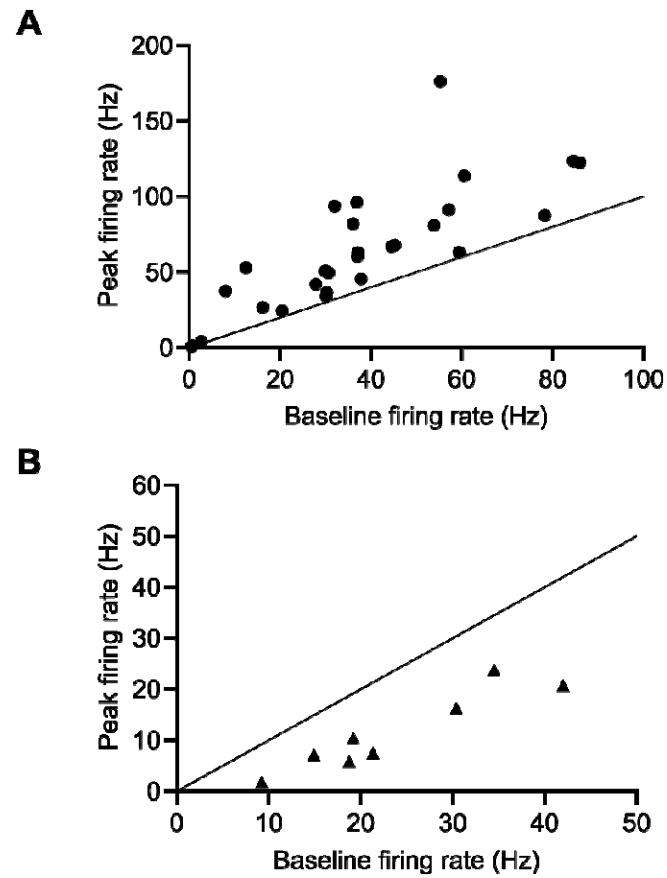 A
200
150
100
50
0
Peak firing rate (Hz)
0 20 40 60 80 100
Baseline firing rate (Hz)
B
60
50
40
30
20
10
0
Peak firing rate (Hz)
0 10 20 30 40 50
Baseline firing rate (Hz)